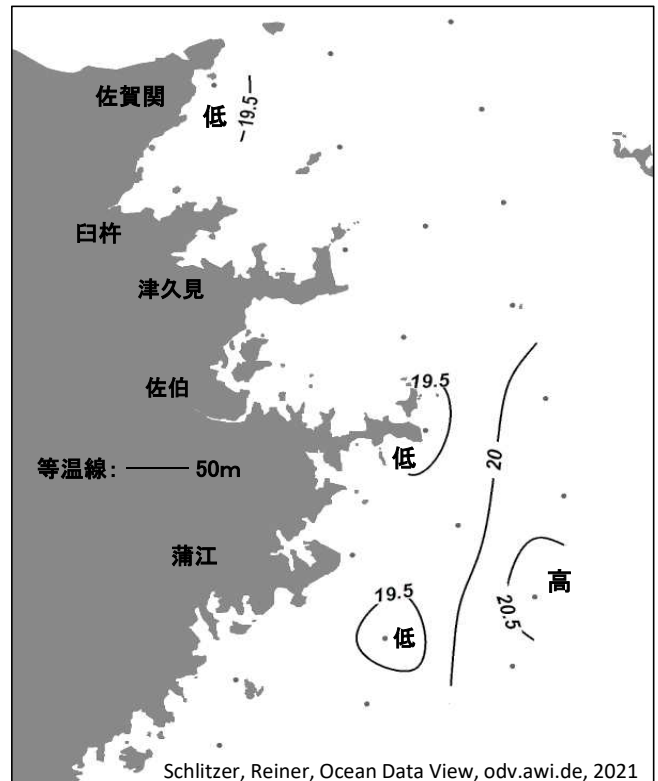 佐賀関
低
19.5
臼杵
津久見
佐伯
19.5
低
20
等温線: 50m
蒲江
高
19.5
20.5
低
Schlitzer, Reiner, Ocean Data View, odv.awi.de, 2021